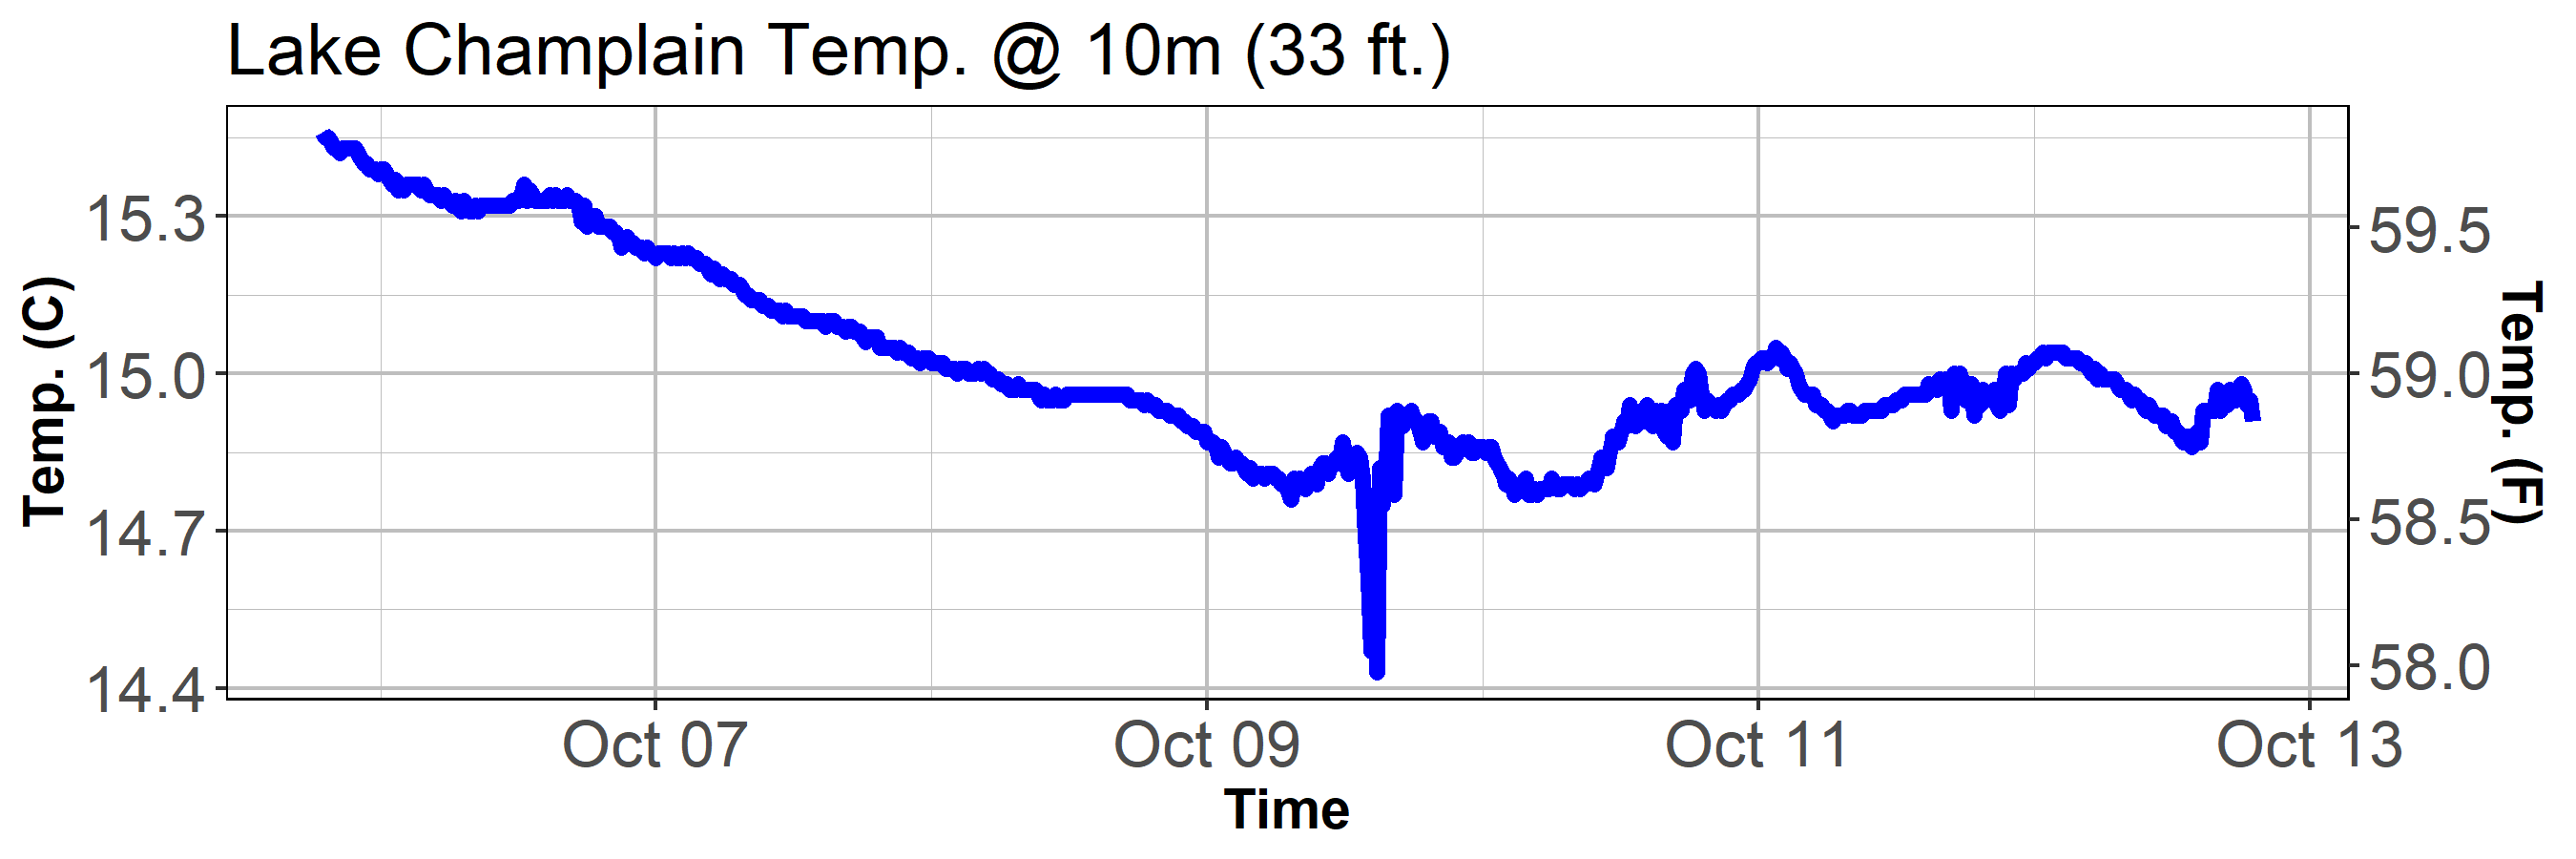 Lake Champlain Temp. @ 10m (33 ft.)
Temp. (C)
15.3
15.0
14.7
14.4
59.5
59.0
58.5
58.0
Temp. (F)
Oct 07 Oct 09 Oct 11 Oct 13
Time